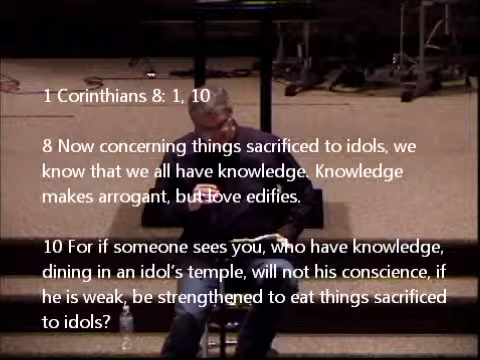 1 Corinthians 8: 1, 10
8 Now concerning things sacrificed to idols, we
know that we all have knowledge. Knowledge
makes arrogant, but love edifies.
10 For if someone sees you, who have knowledge,
dining in an idol's temple, will not his conscience, if
he is weak, be strengthened to eat things sacrificed
to idols?